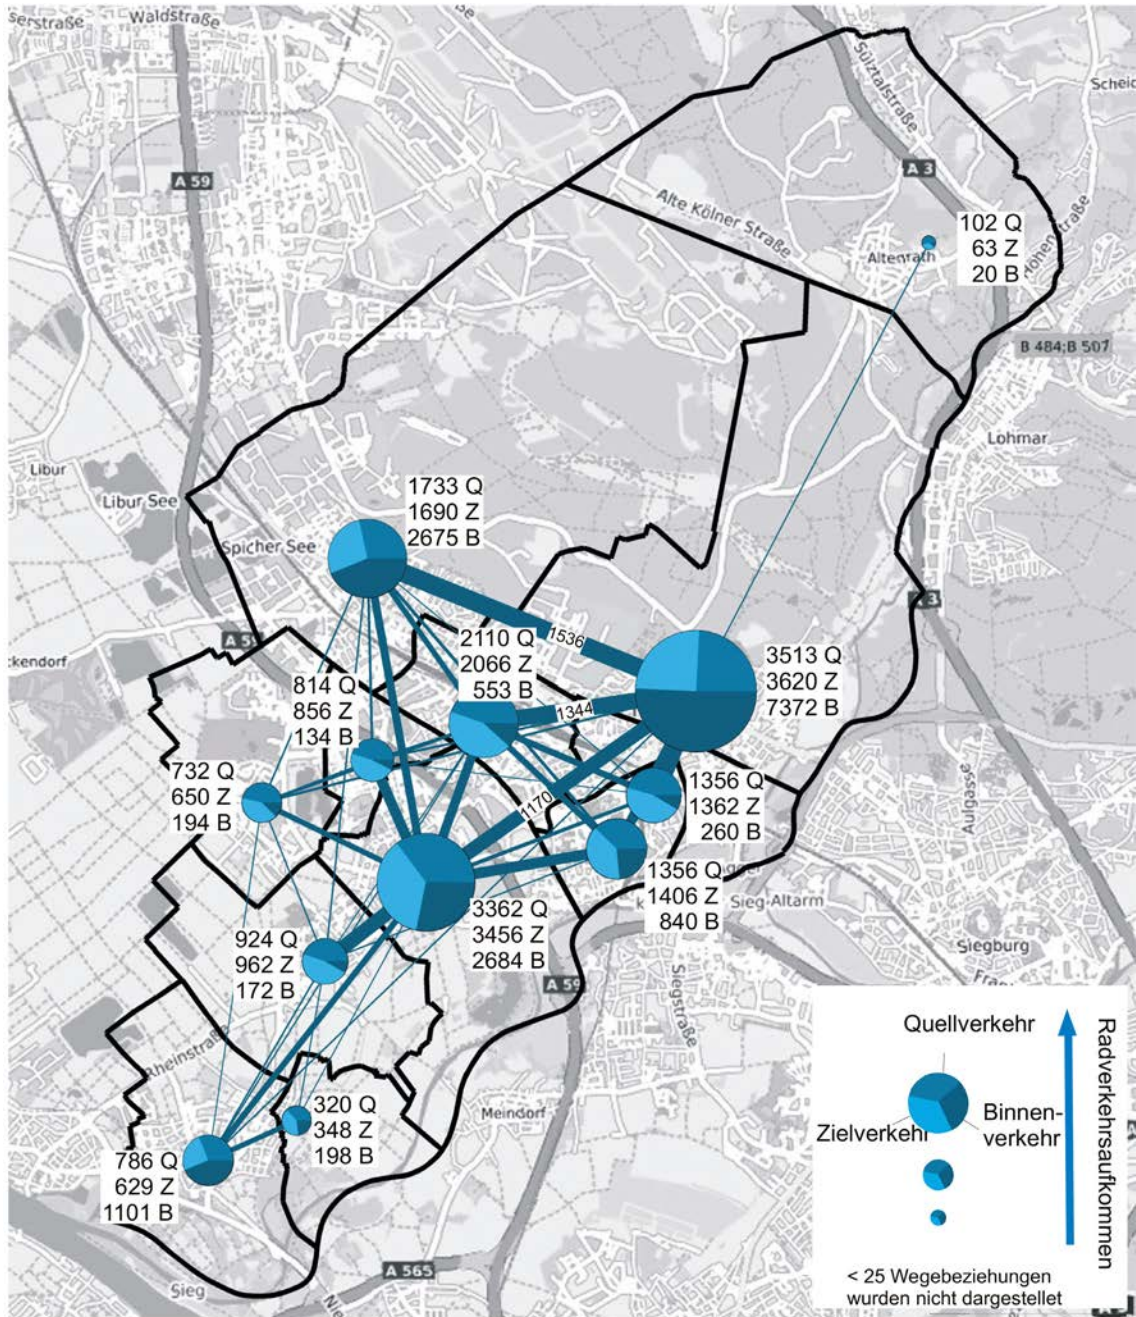 serstraße
Waldstraße
Sülztalstraße
Scheid
A 59
A 3
Alte Kölner Straße
102 Q
63 Z
20 B
Altenrath
Hohenstraße
B 484;B 507
Lohmar
Libur
Libur See
1733 Q
1690 Z
2675 B
Spicher See
3
A 59
ckendorf
1536
2110 Q
2066 Z
553 B
3513 Q
3620 Z
7372 B
814 Q
856 Z
134 B
1344
732 Q
650 Z
194 B
1170
1356 Q
1362 Z
260 B
Aulgasse
1356 Q
1406 Z
840 B
Sieg-Altarm
3362 Q
3456 Z
2684 B
924 Q
962 Z
172 B
Siegburg
A 59
Siegstraße
Rheinstraße
320 Q
348 Z
198 B
Meindorf
786 Q
629 Z
1101 B
A 565
Sieg
Quellverkehr
Zielverkehr
Binnen-
verkehr
Radverkehrsaufkommen
< 25 Wegebeziehungen
wurden nicht dargestellet